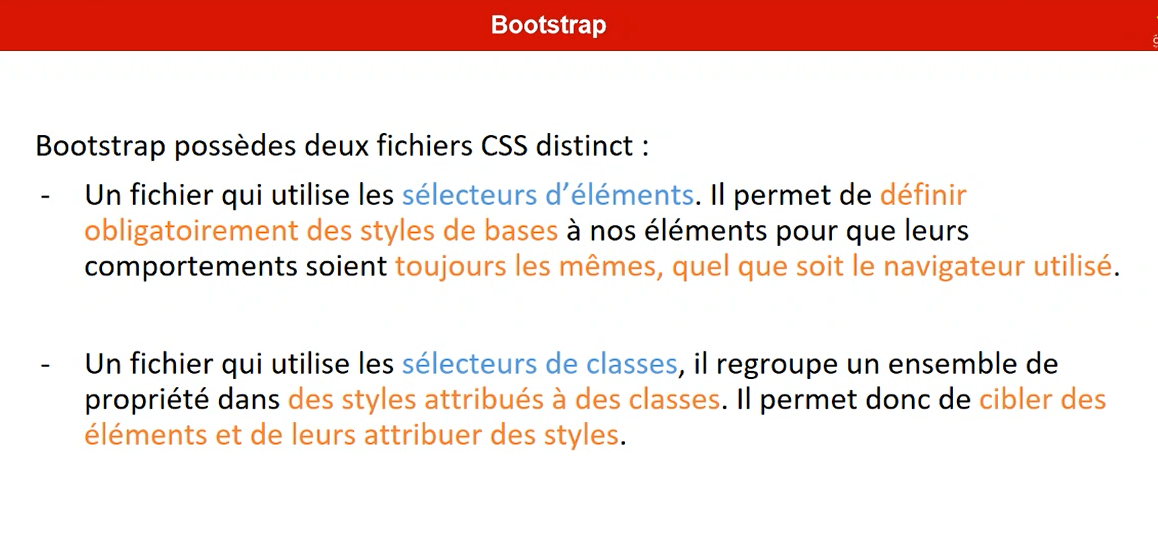 Bootstrap
Bootstrap possèdes deux fichiers CSS distinct :
- Un fichier qui utilise les sélecteurs d’éléments. Il permet de définir
obligatoirement des styles de bases à nos éléments pour que leurs
comportements soient toujours les mêmes, quel que soit le navigateur utilisé.
- Un fichier qui utilise les sélecteurs de classes, il regroupe un ensemble de
propriété dans des styles attribués à des classes. Il permet donc de cibler des
éléments et de leurs attribuer des styles.